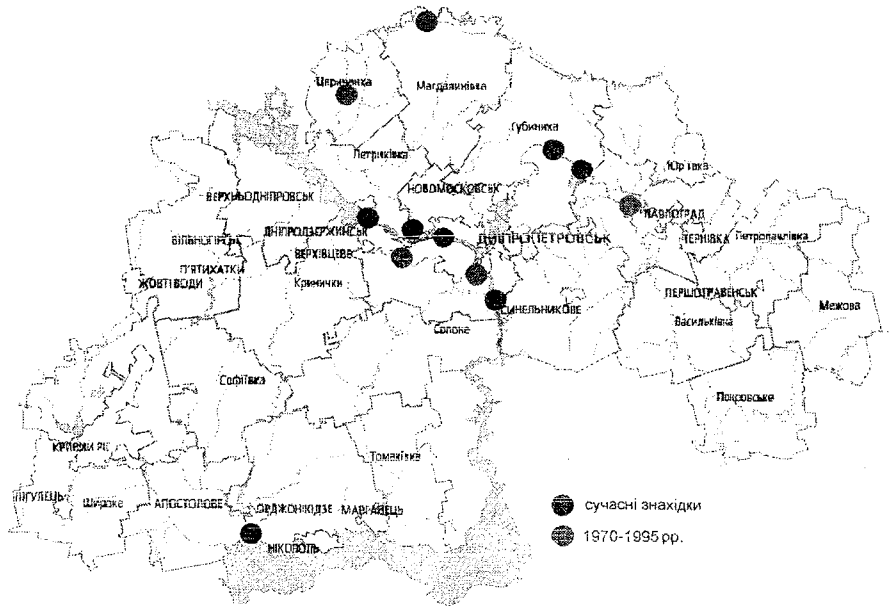 Царичанка
Магдалинівка
Губиниха
Петриківка
Юр'ївка
НОВОМОСКОВСЬК
ВЕРХНЬОДНІПРОВСЬК
ПАВЛОГРАД
ДНІПРОДЗЕРЖИНСЬК
ДНІПРОПЕТРОВСЬК
ВІЛЬНОГІРСЬК
ТЕРНІВКА
Петропавлівка
ВЕРХІВЦЕВЕ
П'ЯТИХАТКИ
ЖОВТІ ВОДИ
Кринички
ПЕРШОТРАВЕНСЬК
СИНЕЛЬНИКОВЕ
Межова
Васильківка
Солоне
Софіївка
Покровське
КРИВИЙ РІГ
Томаківка
ІНГУЛЕЦЬ
Широке
АПОСТОЛОВЕ
ОРДЖОНІКІДЗЕ
МАРГАНЕЦЬ
сучасні знахідки
1970-1995 рр.
НІКОПОЛЬ